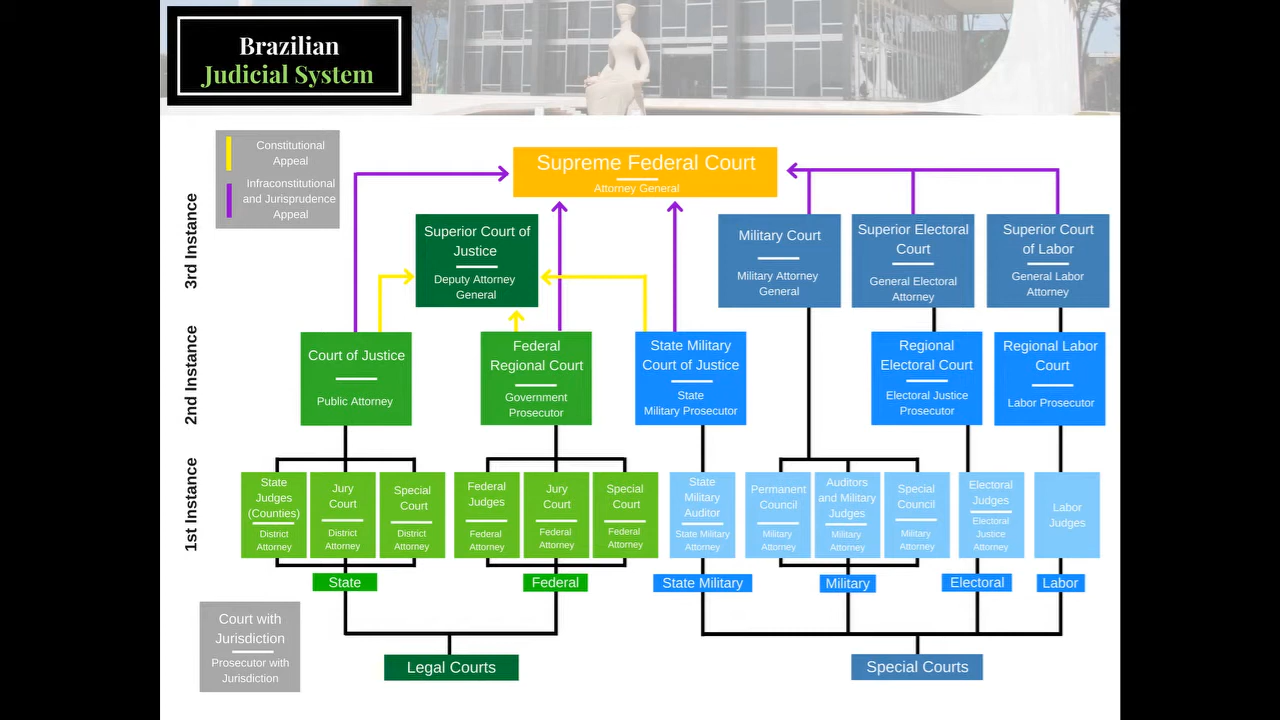 Brazilian
Judicial System
Constitutional
Appeal
Infraconstitutional
and Jurisprudence
Appeal
3rd Instance
2nd Instance
1st Instance
Supreme Federal Court
Attorney General
Superior Court of
Justice
Deputy Attorney
General
Military Court
Military Attorney
General
Superior Electoral
Court
General Electoral
Attorney
Superior Court
of Labor
General Labor
Attorney
Court of Justice
Public Attorney
Federal
Regional Court
Government
Prosecutor
State Military
Court of Justice
State
Military Prosecutor
Regional
Electoral Court
Electoral Justice
Prosecutor
Regional Labor
Court
Labor Prosecutor
State
Judges
(Counties)
District
Attorney
Jury
Court
District
Attorney
Special
Court
District
Attorney
Federal
Judges
Federal
Attorney
Jury
Court
Federal
Attorney
Special
Court
Federal
Attorney
State
Military
Auditor
State Military
Attorney
Permanent
Council
Military
Attorney
Auditors
and Military
Judges
Military
Attorney
Special
Council
Military
Attorney
Electoral
Judges
Electoral
Justice
Attorney
Labor
Judges
State
Federal
State Military
Military
Electoral
Labor
Court with
Jurisdiction
Prosecutor with
Jurisdiction
Legal Courts
Special Courts